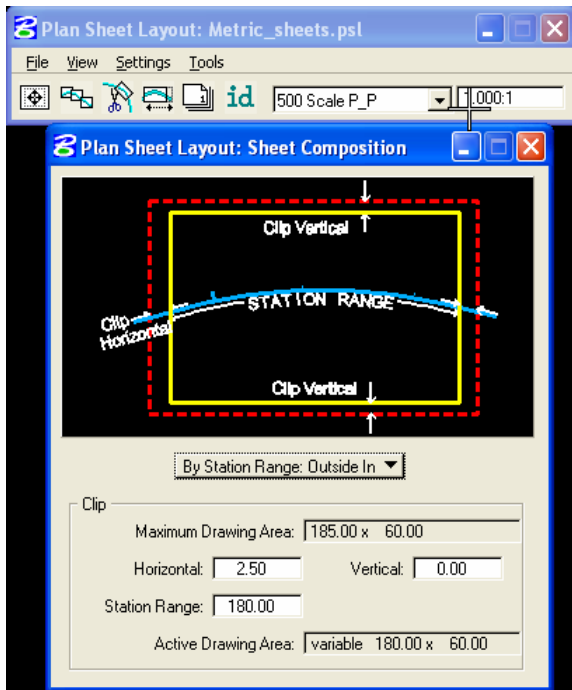 Plan Sheet Layout: Metric_sheets.psl
File View Settings Tools
id 500 Scale P_P 1.000:1
Plan Sheet Layout: Sheet Composition
Clip Vertical
STATION RANGE
Clip
Horizontal
Clip Vertical
By Station Range: Outside In
Clip
Maximum Drawing Area: 185.00 x 60.00
Horizontal: 2.50 Vertical: 0.00
Station Range: 180.00
Active Drawing Area: variable 180.00 x 60.00